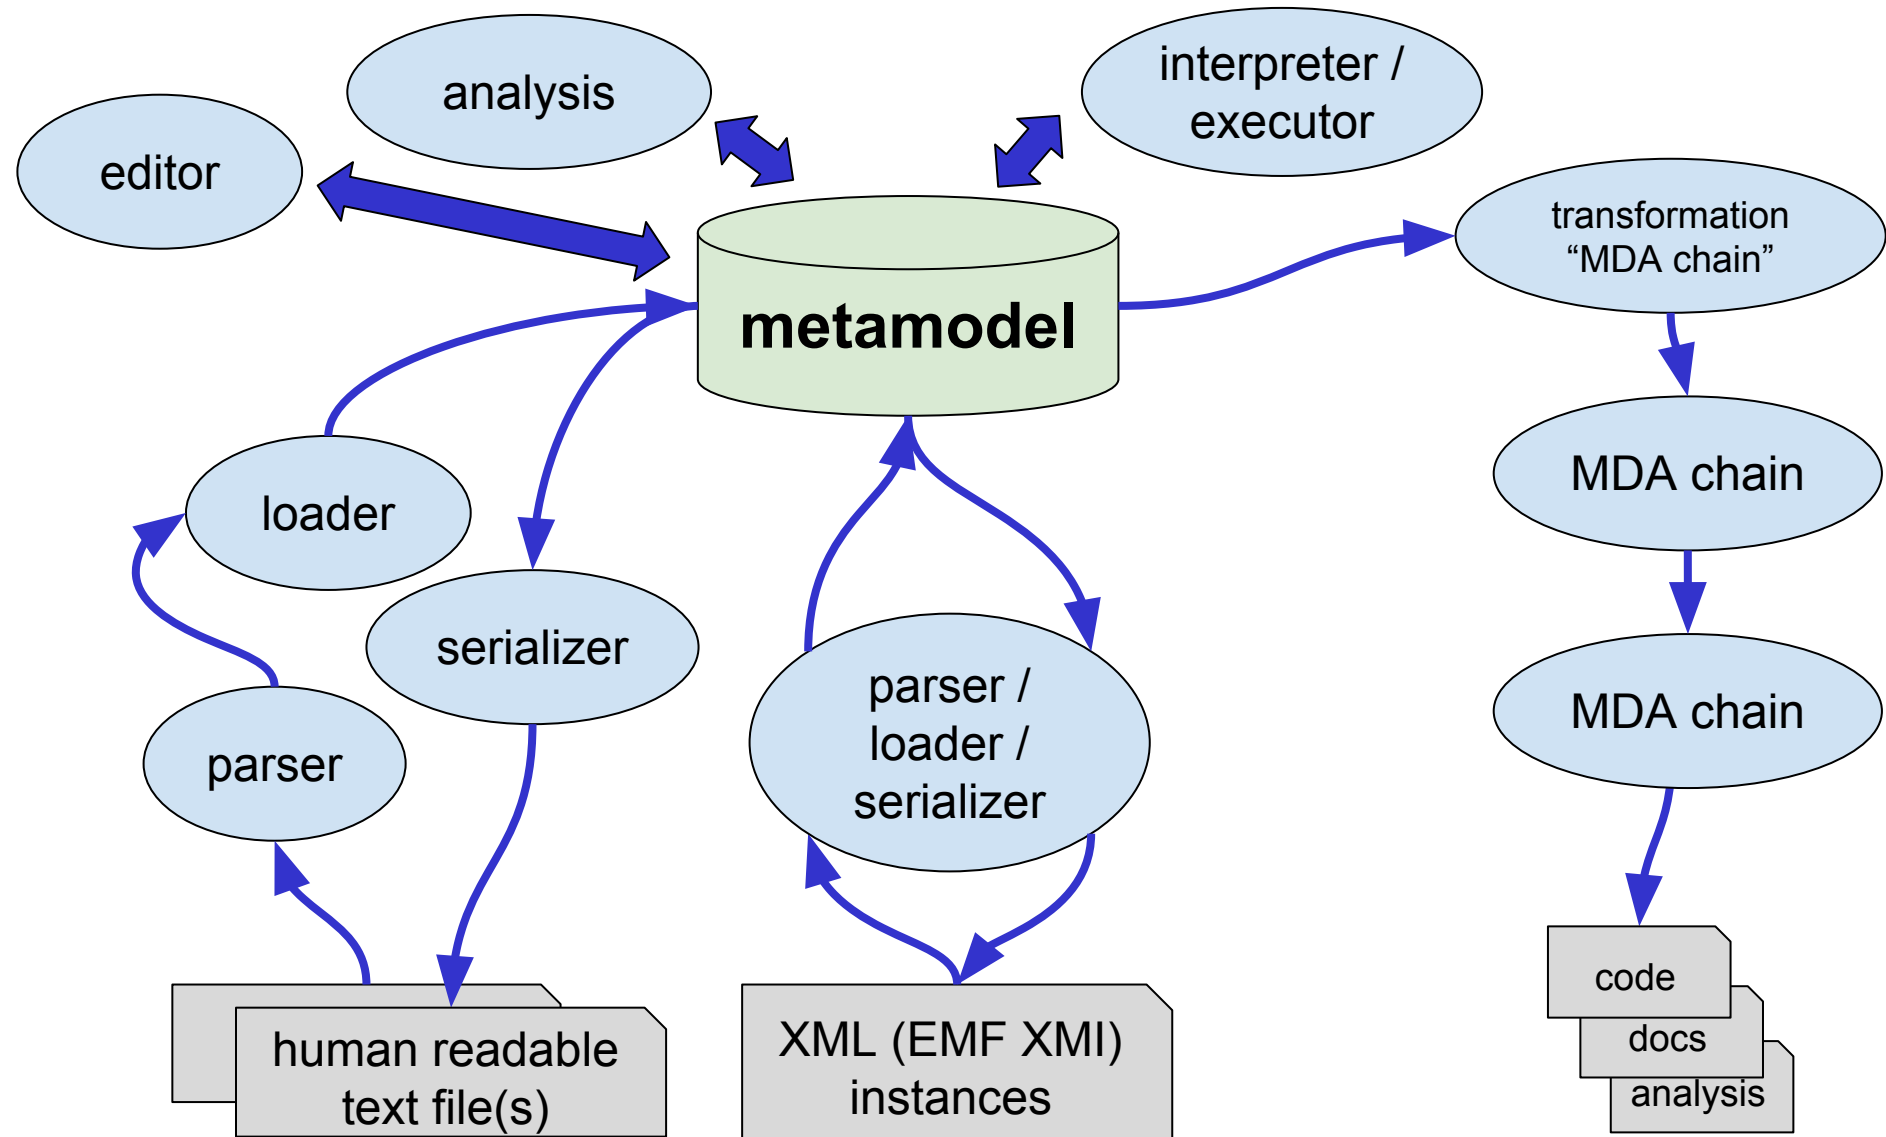 analysis
interpreter /
executor
editor
transformation
“MDA chain”
metamodel
MDA chain
loader
serializer
parser /
loader /
serializer
MDA chain
parser
code
docs
analysis
human readable
text file(s)
XML (EMF XMI)
instances